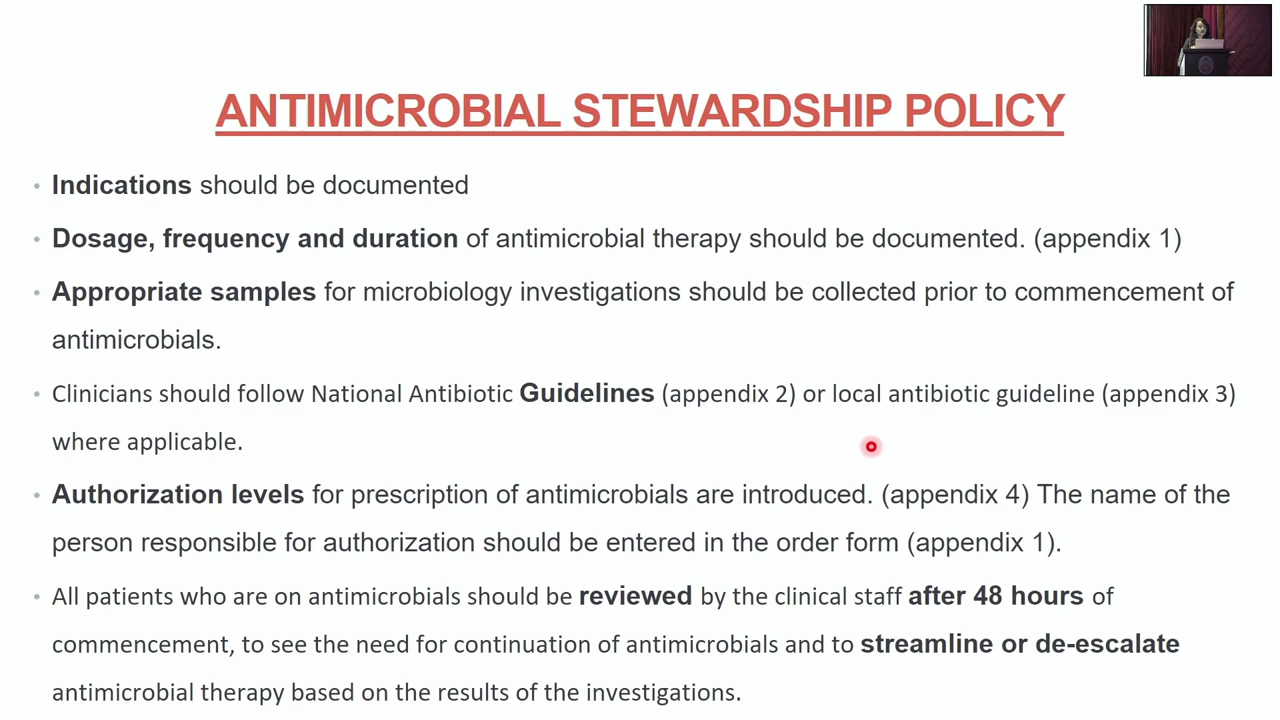 ANTIMICROBIAL STEWARDSHIP POLICY
• Indications should be documented
• Dosage, frequency and duration of antimicrobial therapy should be documented. (appendix 1)
• Appropriate samples for microbiology investigations should be collected prior to commencement of
antimicrobials.
• Clinicians should follow National Antibiotic Guidelines (appendix 2) or local antibiotic guideline (appendix 3)
where applicable.
• Authorization levels for prescription of antimicrobials are introduced. (appendix 4) The name of the
person responsible for authorization should be entered in the order form (appendix 1).
• All patients who are on antimicrobials should be reviewed by the clinical staff after 48 hours of
commencement, to see the need for continuation of antimicrobials and to streamline or de-escalate
antimicrobial therapy based on the results of the investigations.